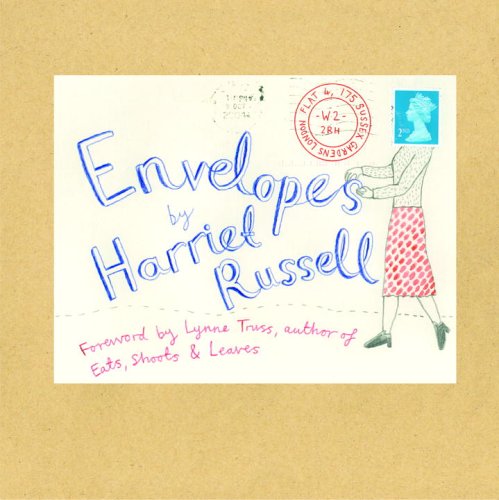 FLAT 4, 175 SUSSEX GARDENS LONDON
-W2-
2BH
2ND
Envelopes
by
Harriet
Russell
Foreword by Lynne Truss, author of
Eats, Shoots & Leaves